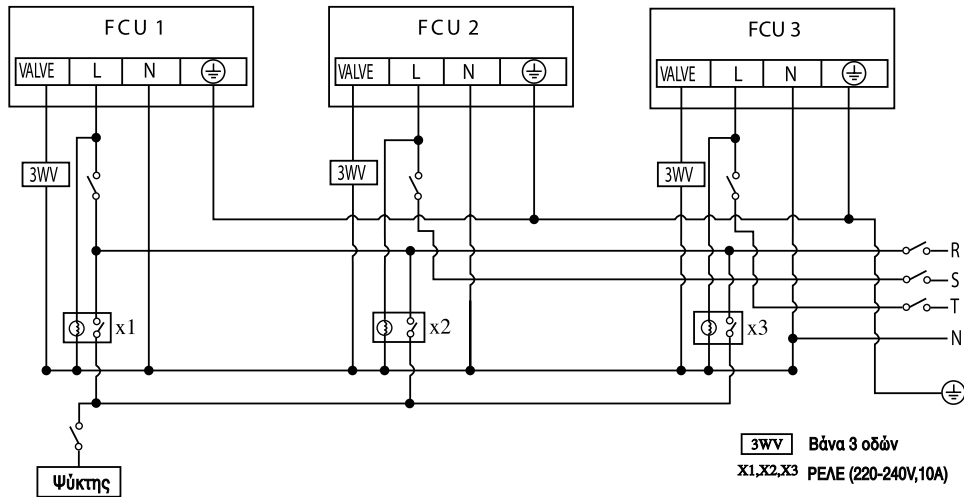 FCU 1 FCU 2 FCU 3
VALVE L N VALVE L N VALVE L N
3WV 3WV 3WV
R
S
T
x1 x2 x3
N
3WV Βάνα 3 οδών
X1,X2,X3 ΡΕΛΕ (220-240V,10A)
Ψύκτης